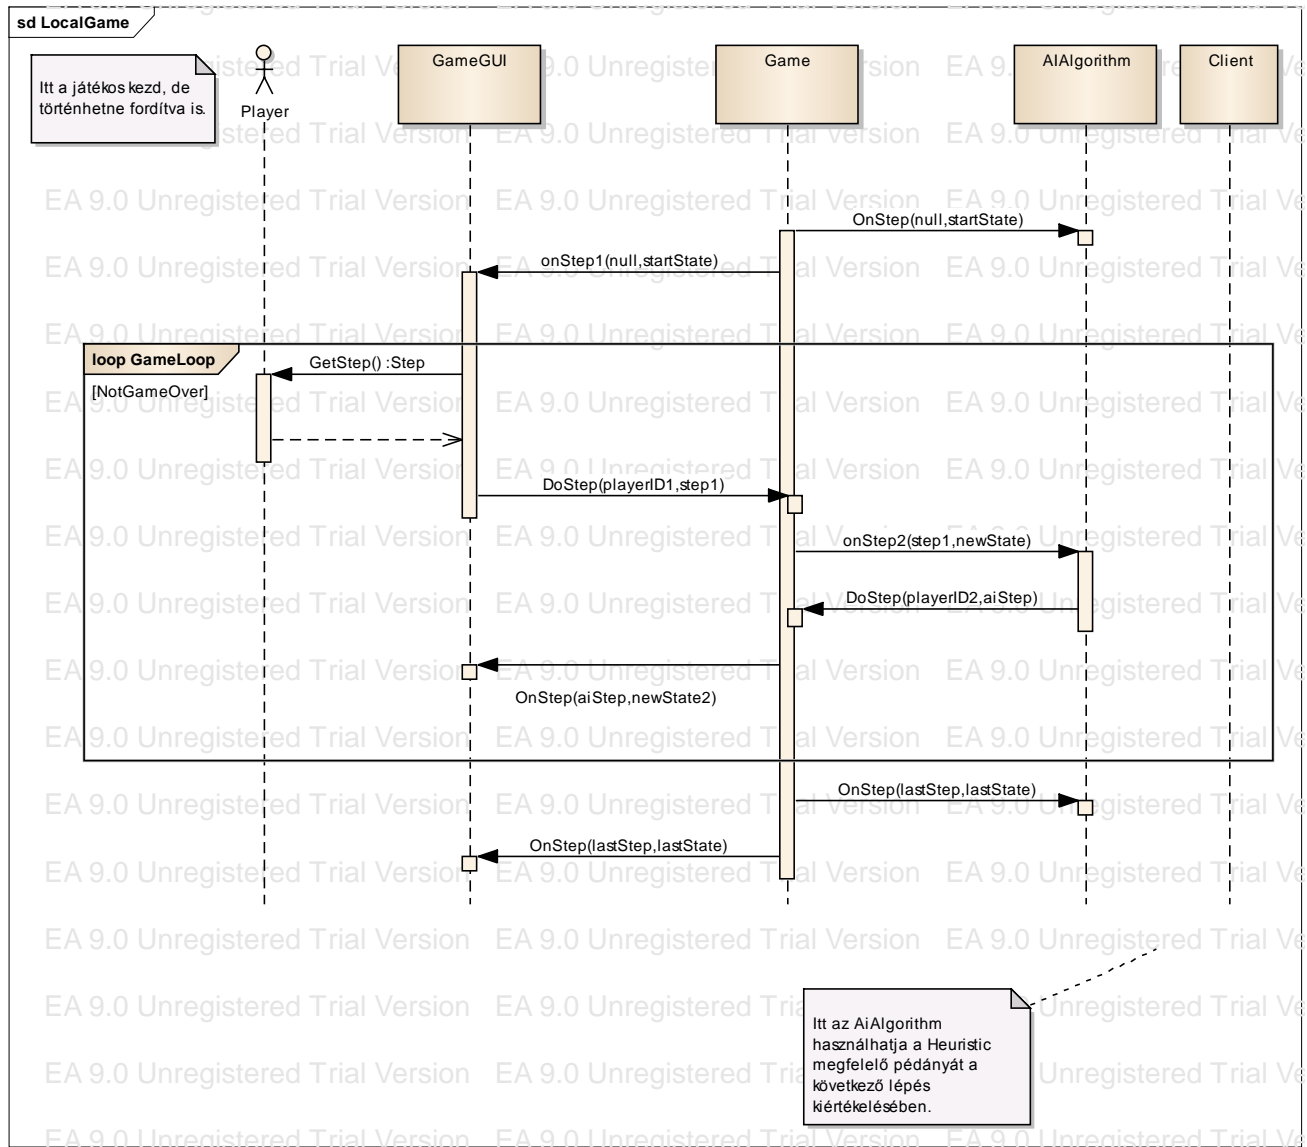 sd LocalGame
Itt a játékos kezd, de
történhetne fordítva is.
Player
GameGUI
Game
AIAlgorithm
Client
OnStep(null,startState)
onStep1(null,startState)
loop GameLoop
[NotGameOver]
GetStep() :Step
DoStep(playerID1,step1)
onStep2(step1,newState)
DoStep(playerID2,aiStep)
OnStep(aiStep,newState2)
OnStep(lastStep,lastState)
OnStep(lastStep,lastState)
Itt az AiAlgorithm
használhatja a Heuristic
megfelelő pédányát a
következő lépés
kiértékelésében.
EA 9.0 Unregistered Trial Version